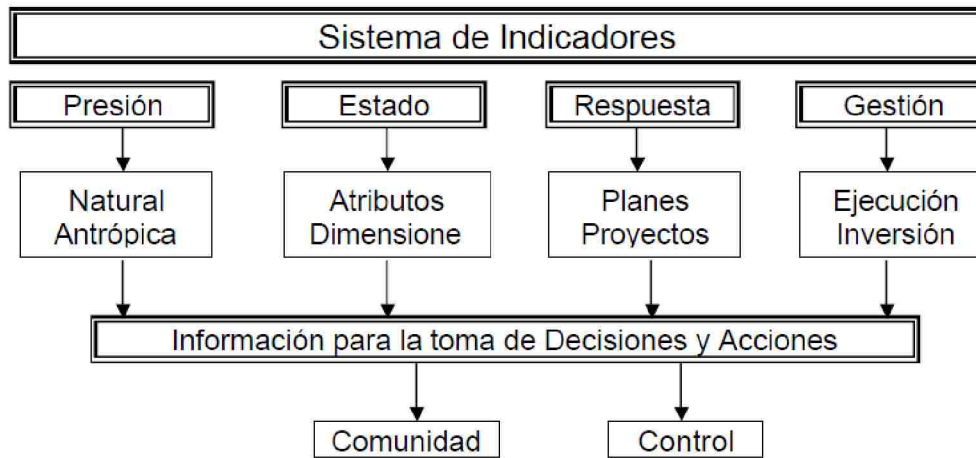 Sistema de Indicadores
Presión
Estado
Respuesta
Gestión
Natural
Antrópica
Atributos
Dimensione
Planes
Proyectos
Ejecución
Inversión
Información para la toma de Decisiones y Acciones
Comunidad
Control